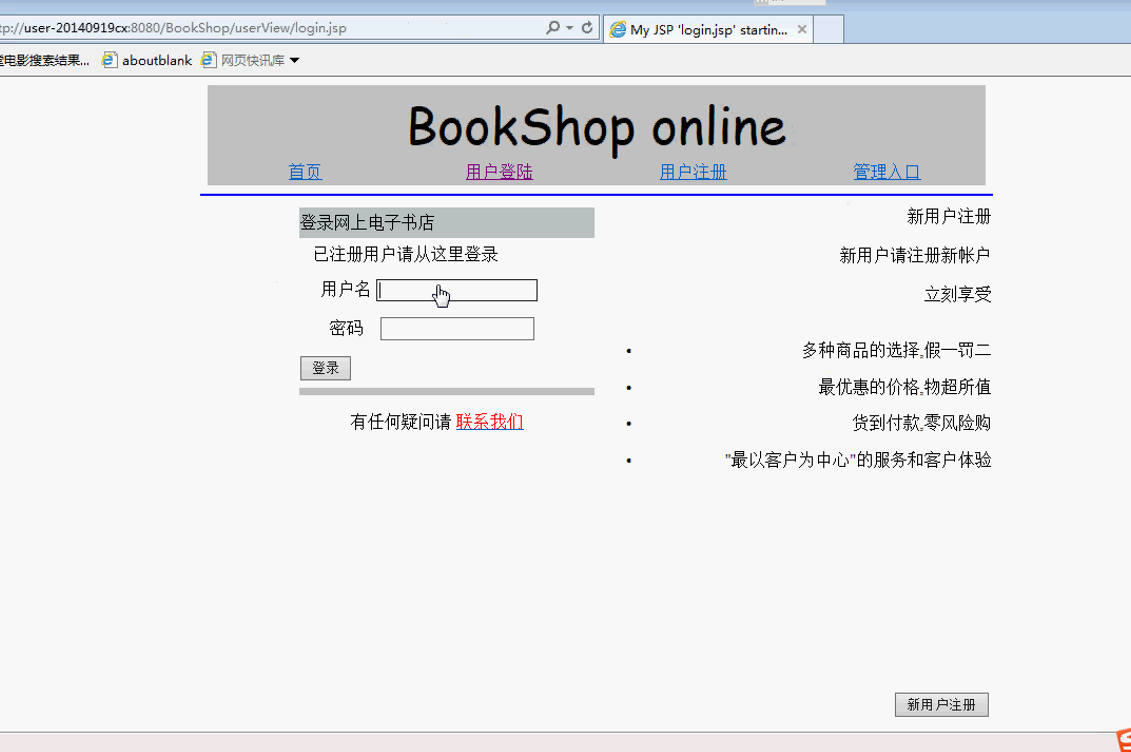 tp://user-20140919cx:8080/BookShop/userView/login.jsp
My JSP 'login.jsp' startin...
电影搜索结果... aboutblank 网页快讯库
BookShop online
首页 用户登陆 用户注册 管理入口
登录网上电子书店
已注册用户请从这里登录
用户名
密码
登录
有任何疑问请 联系我们
新用户注册
新用户请注册新帐户
立刻享受
• 多种商品的选择,假一罚二
• 最优惠的价格,物超所值
• 货到付款,零风险购
• "最以客户为中心"的服务和客户体验
新用户注册